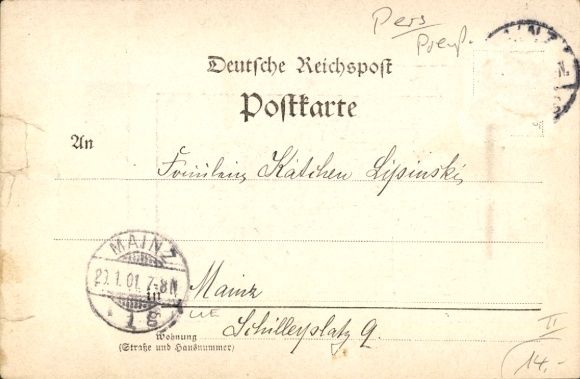 Pers
Preuß.
Deutsche Reichspost
Postkarte
An
Fräulein Kätchen Lipinski
MAINZ
29.1.01. 7-8N
1 g
in Mainz
Schillerplatz 9.
Wohnung
(Straße und Hausnummer)
II
14.-